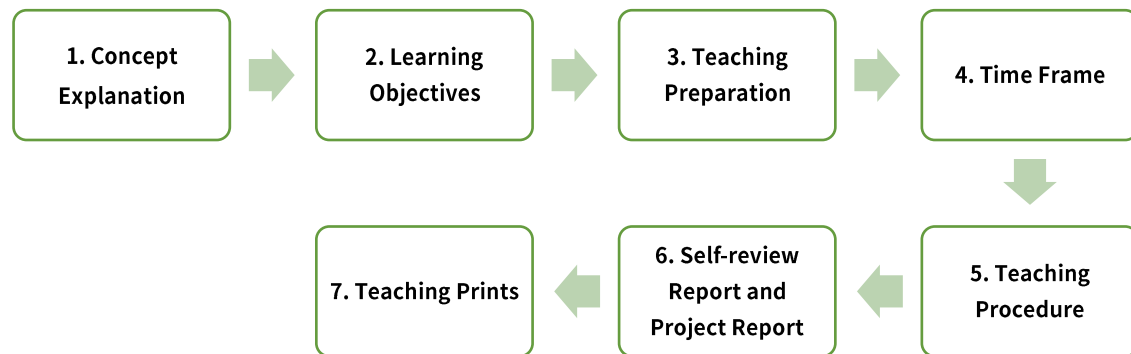 1. Concept
Explanation
2. Learning
Objectives
3. Teaching
Preparation
4. Time Frame
5. Teaching
Procedure
6. Self-review
Report and
Project Report
7. Teaching Prints